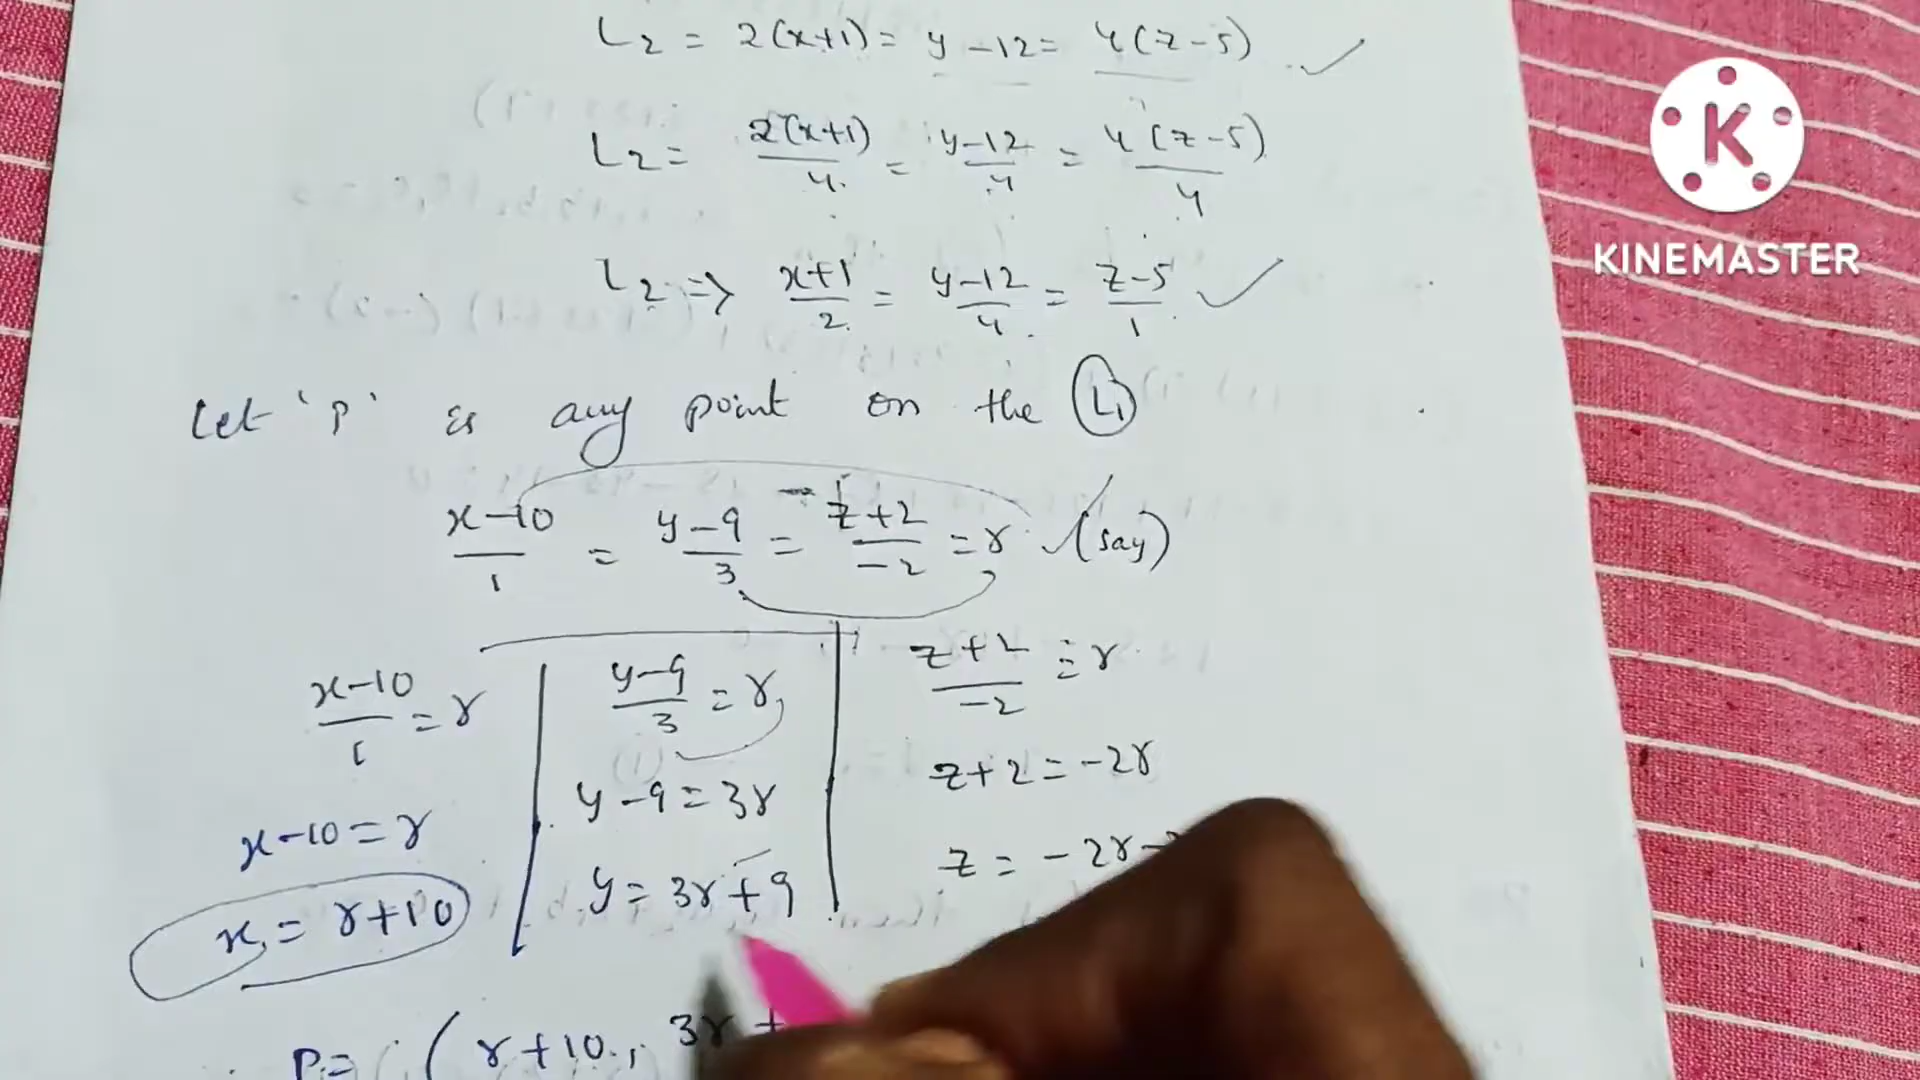 L2 = 2(x+1) = y-12 = 4(z-5)
L2 = 2(x+1)/4 = y-12/4 = 4(z-5)/4
L2 => x+1/2 = y-12/4 = z-5/1
K
KINEMASTER
Let 'P' is any point on the L1
x-10/1 = y-9/3 = z+2/-2 = r (say)
x-10/1 = r
x-10 = r
x = r+10
y-9/3 = r
y-9 = 3r
y = 3r+9
z+2/-2 = r
z+2 = -2r
z = -2r-
P = (r+10, 3r+